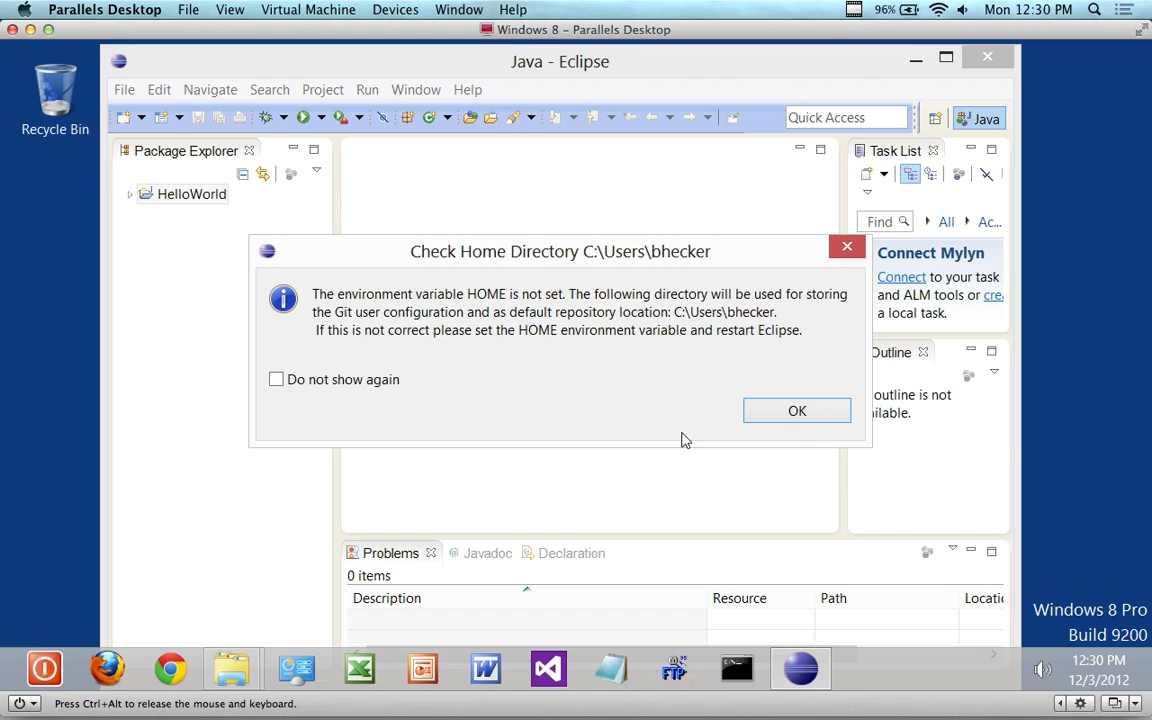 Parallels Desktop File View Virtual Machine Devices Window Help 96% Mon 12:30 PM
Windows 8 – Parallels Desktop
Java - Eclipse
File Edit Navigate Search Project Run Window Help
Quick Access Java
Recycle Bin
Package Explorer
Task List
HelloWorld
Find All Ac...
Connect Mylyn
Connect to your task
and ALM tools or crea
a local task.
Check Home Directory C:\Users\bhecker
The environment variable HOME is not set. The following directory will be used for storing
the Git user configuration and as default repository location: C:\Users\bhecker.
If this is not correct please set the HOME environment variable and restart Eclipse.
Do not show again
OK
Outline
outline is not
ilable.
Problems @ Javadoc Declaration
0 items
Description Resource Path Locatic
Windows 8 Pro
Build 9200
FTP
12:30 PM
12/3/2012
Press Ctrl+Alt to release the mouse and keyboard.